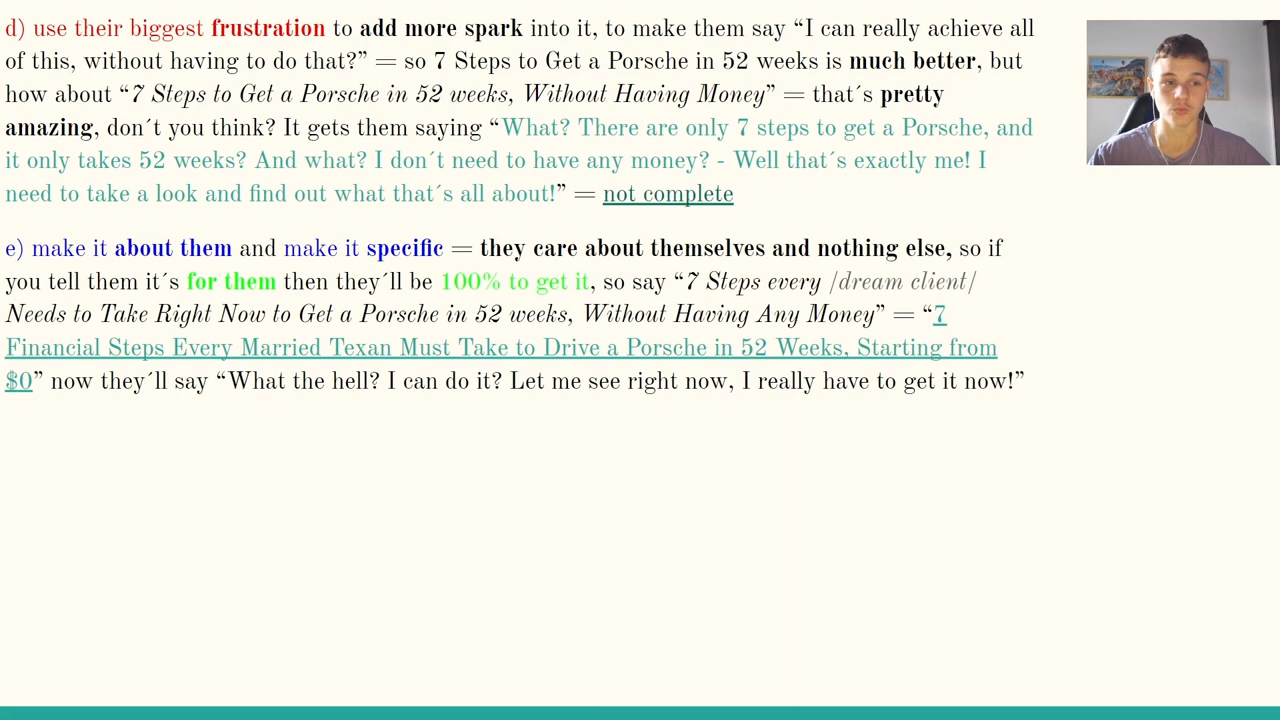 d) use their biggest frustration to add more spark into it, to make them say “I can really achieve all
of this, without having to do that?” = so 7 Steps to Get a Porsche in 52 weeks is much better, but
how about “7 Steps to Get a Porsche in 52 weeks, Without Having Money” = that´s pretty
amazing, don´t you think? It gets them saying “What? There are only 7 steps to get a Porsche, and
it only takes 52 weeks? And what? I don´t need to have any money? - Well that´s exactly me! I
need to take a look and find out what that´s all about!” = not complete
e) make it about them and make it specific = they care about themselves and nothing else, so if
you tell them it´s for them then they´ll be 100% to get it, so say “7 Steps every /dream client/
Needs to Take Right Now to Get a Porsche in 52 weeks, Without Having Any Money” = “7
Financial Steps Every Married Texan Must Take to Drive a Porsche in 52 Weeks, Starting from
$0” now they´ll say “What the hell? I can do it? Let me see right now, I really have to get it now!”